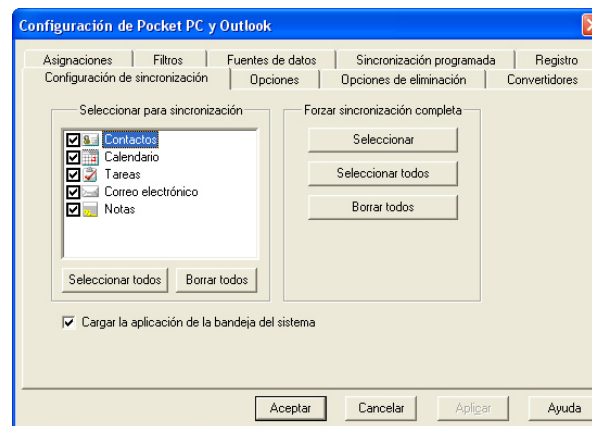 Configuración de Pocket PC y Outlook
Asignaciones Filtros Fuentes de datos Sincronización programada Registro
Configuración de sincronización Opciones Opciones de eliminación Convertidores
Seleccionar para sincronización Forzar sincronización completa
Contactos Seleccionar
Calendario
Tareas Seleccionar todos
Correo electrónico
Notas Borrar todos
Seleccionar todos Borrar todos
Cargar la aplicación de la bandeja del sistema
Aceptar Cancelar Aplicar Ayuda